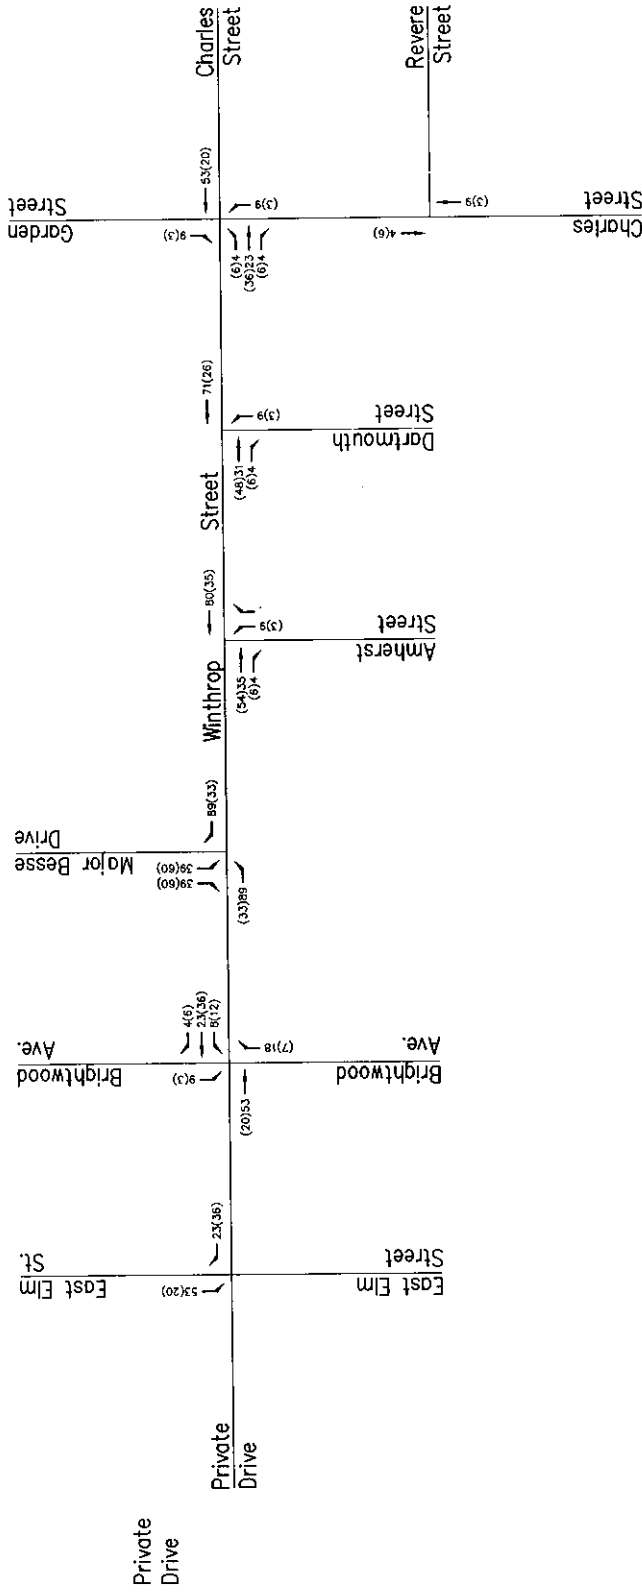 Charles
Street
Revere
Street
53(20)
Garden
Street
9(3)
(3)9
(6)4
(36)23
(6)4
Charles
Street
(3)9
4(6)
71(26)
(3)9
Dartmouth
Street
(48)31
(6)4
Street
80(35)
(3)9
Amherst
Street
(54)35
(6)4
Winthrop
89(33)
Major Besse
Drive
39(60)
39(60)
(33)89
4(6)
23(36)
8(12)
Brightwood
Ave.
9(3)
(7)18
Brightwood
Ave.
(20)53
23(36)
East Elm
St.
53(20)
East Elm
Street
Private
Drive
Private
Drive